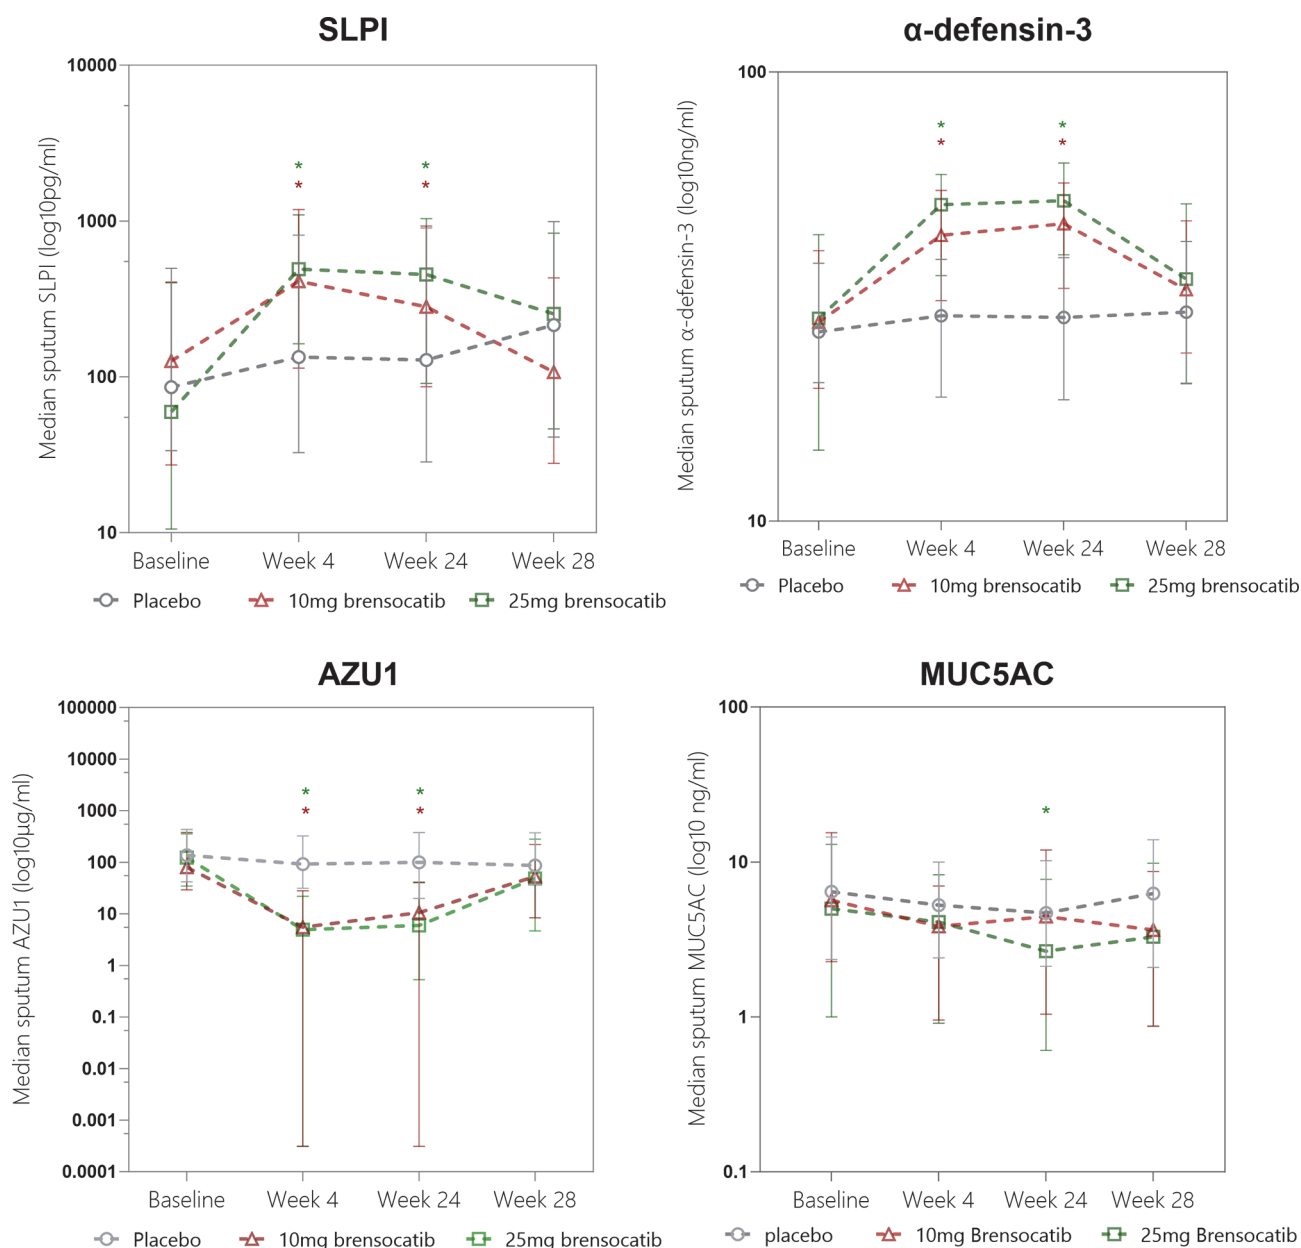 SLPI
Median sputum SLPI (log10pg/ml)
10000
1000
100
10
* *
* *
Baseline Week 4 Week 24 Week 28
Placebo 10mg brensocatib 25mg brensocatib
α-defensin-3
Median sputum α-defensin-3 (log10ng/ml)
100
10
* *
* *
Baseline Week 4 Week 24 Week 28
Placebo 10mg brensocatib 25mg brensocatib
AZU1
Median sputum AZU1 (log10µg/ml)
100000
10000
1000
100
10
1
0.1
0.01
0.001
0.0001
* *
* *
Baseline Week 4 Week 24 Week 28
Placebo 10mg brensocatib 25mg brensocatib
MUC5AC
Median sputum MUC5AC (log10 ng/ml)
100
10
1
0.1
*
Baseline Week 4 Week 24 Week 28
placebo 10mg Brensocatib 25mg Brensocatib